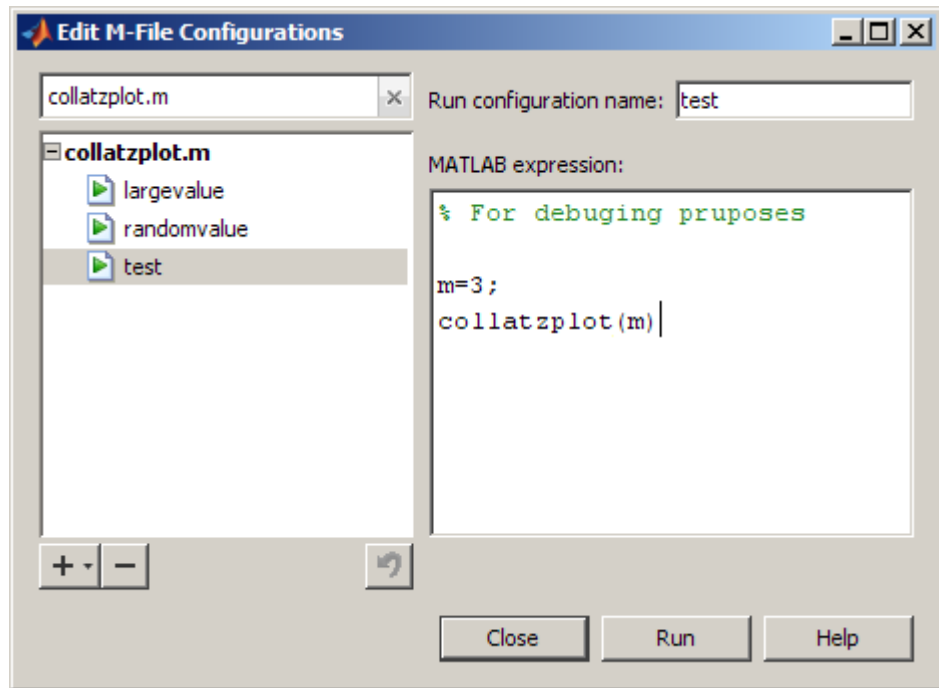 Edit M-File Configurations
collatzplot.m
Run configuration name: test
collatzplot.m
largevalue
randomvalue
test
MATLAB expression:
% For debuging pruposes
m=3;
collatzplot(m)
Close
Run
Help